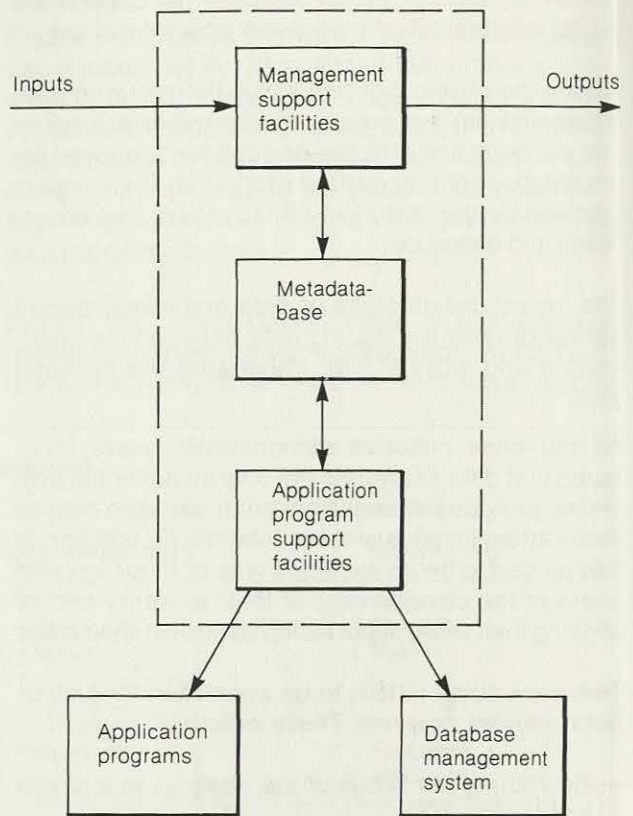 Inputs
Management
support
facilities
Outputs
Metadata-
base
Application
program
support
facilities
Application
programs
Database
management
system